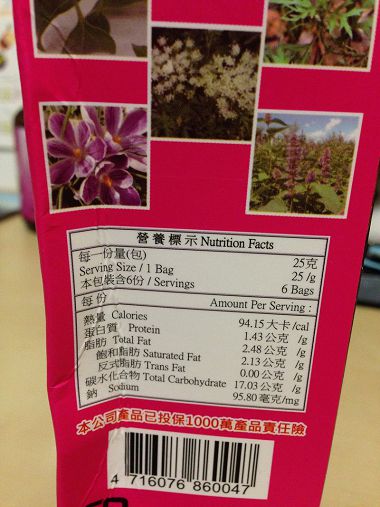 營養標示 Nutrition Facts
每一份量(包) 25克
Serving Size / 1 Bag 25 /g
本包裝含6份 / Servings 6 Bags
每份 Amount Per Serving :
熱量 Calories 94.15 大卡/cal
蛋白質 Protein 1.43 公克 /g
脂肪 Total Fat 2.48 公克 /g
飽和脂肪 Saturated Fat 2.13 公克 /g
反式脂肪 Trans Fat 0.00 公克 /g
碳水化合物 Total Carbohydrate 17.03 公克 /g
鈉 Sodium 95.80 毫克/mg
本公司產品已投保1000萬產品責任險
4 716076 860047